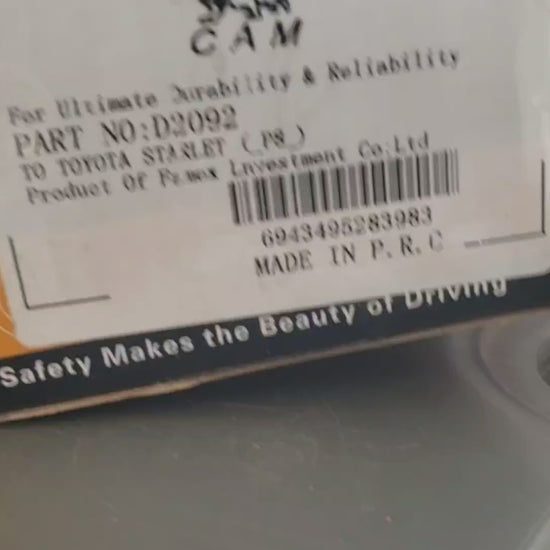 CAM
For Ultimate Durability & Reliability
PART NO:D2092
TO TOYOTA STARLET (P8 )
Product Of Investment Co.Ltd
6943495283983
MADE IN P.R.C
Safety Makes the Beauty of Driving